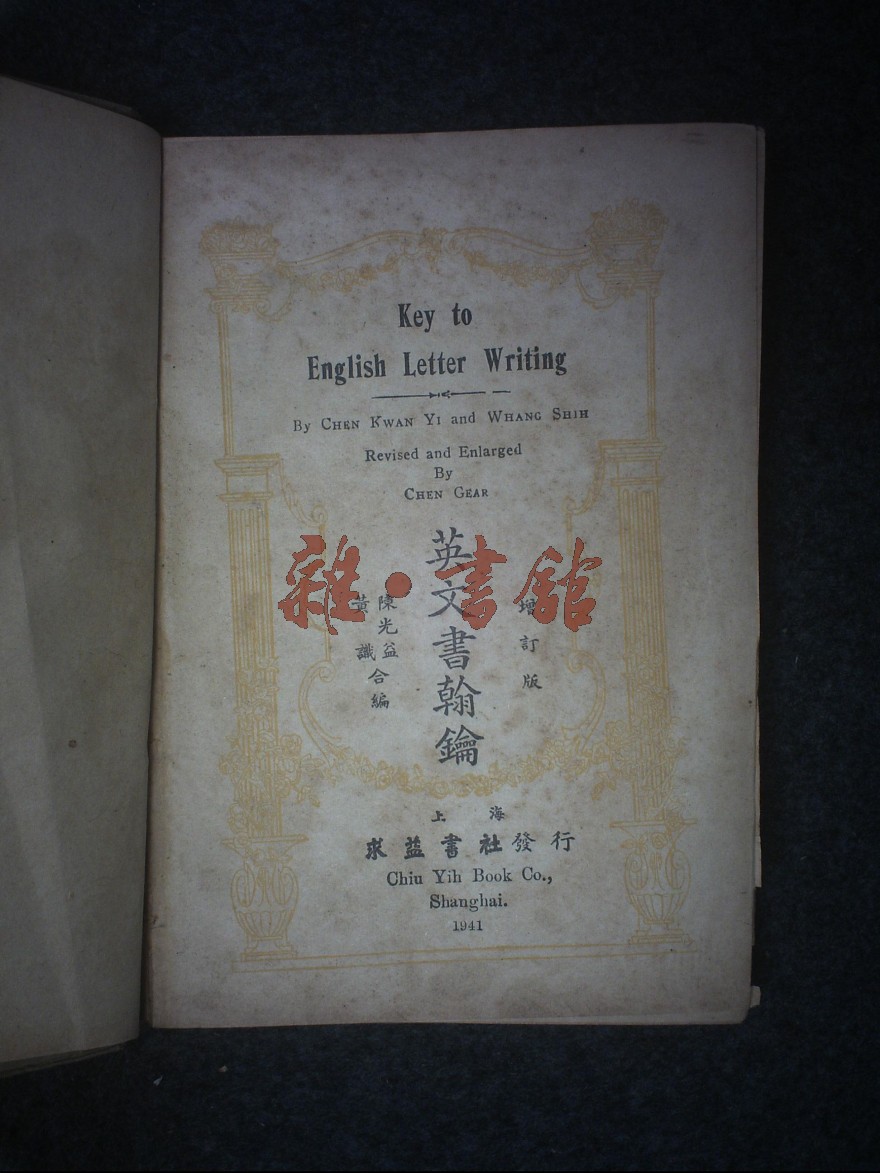 Key to
English Letter Writing
By CHEN KWAN YI and WHANG SHIH
Revised and Enlarged
By
CHEN GEAR
雜·書館
增訂版
英文書翰鑰
陳光益
黃識
合編
上海
求益書社發行
Chiu Yih Book Co.,
Shanghai.
1941